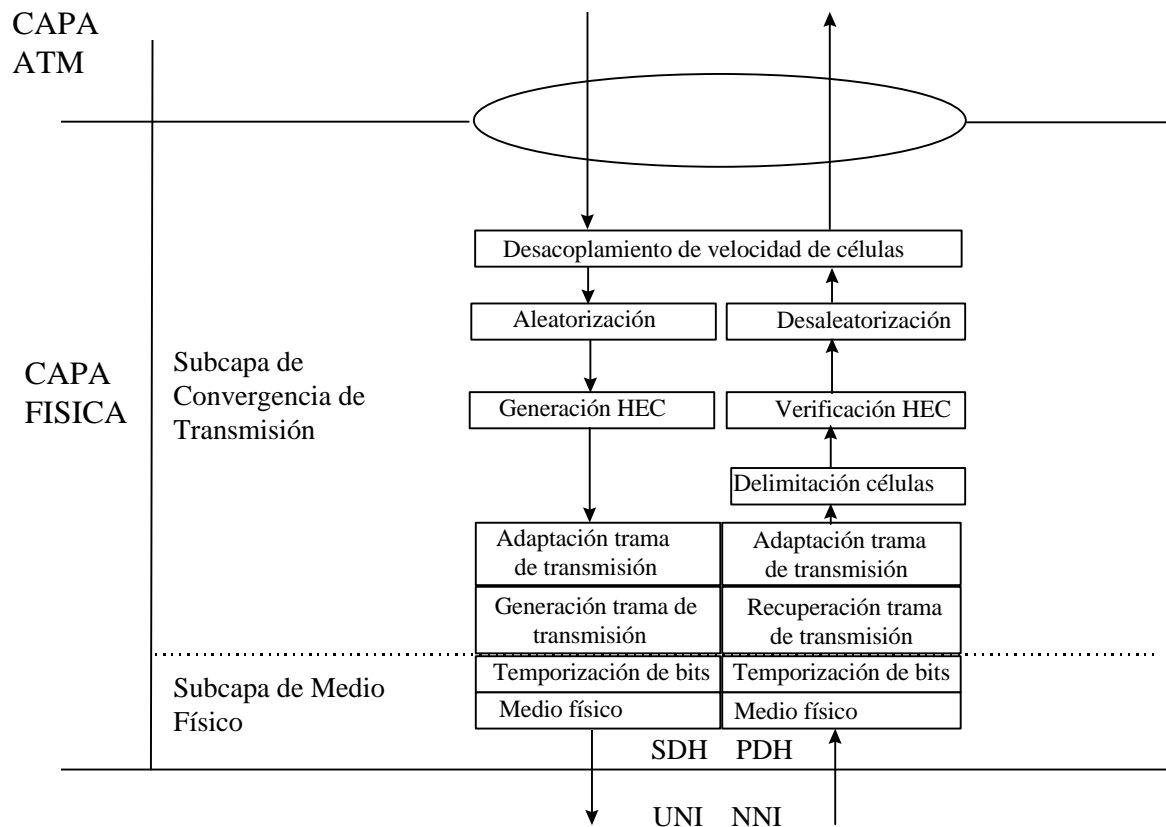 CAPA
ATM
Desacoplamiento de velocidad de células
Aleatorización
Desaleatorización
CAPA
FISICA
Subcapa de
Convergencia de
Transmisión
Generación HEC
Verificación HEC
Delimitación células
Adaptación trama
de transmisión
Adaptación trama
de transmisión
Generación trama de
transmisión
Recuperación trama
de transmisión
Subcapa de Medio
Físico
Temporización de bits
Temporización de bits
Medio físico
Medio físico
SDH PDH
UNI NNI